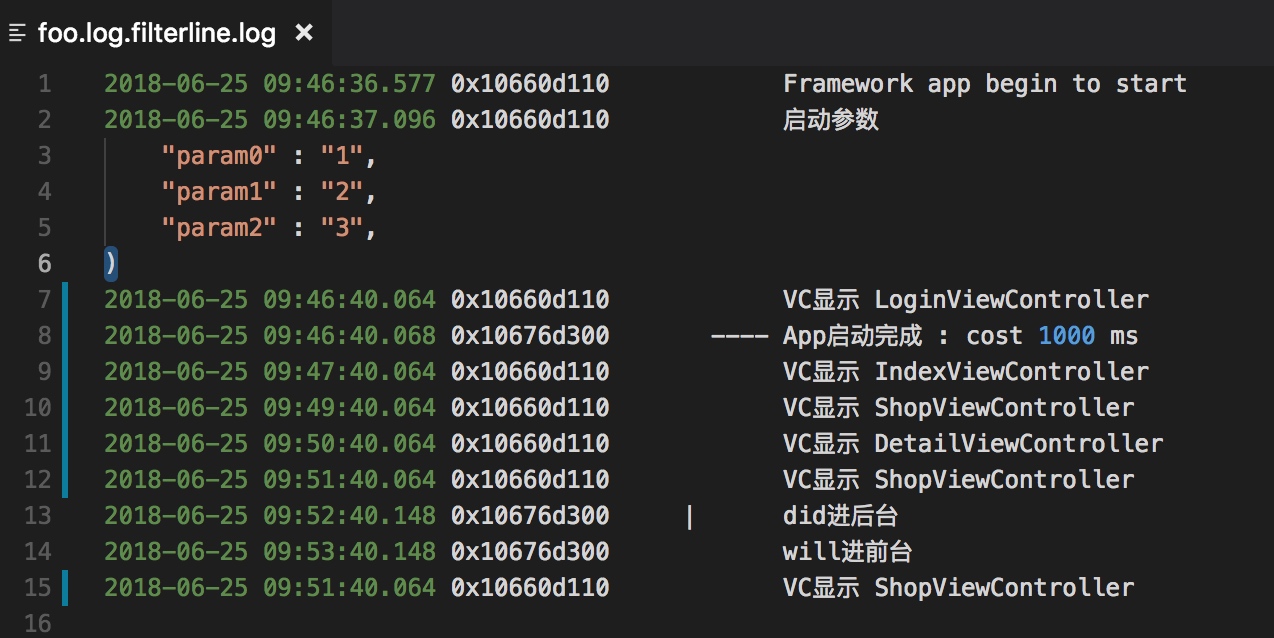 foo.log.filterline.log ×
1 2018-06-25 09:46:36.577 0x10660d110 Framework app begin to start
2 2018-06-25 09:46:37.096 0x10660d110 启动参数
3 "param0" : "1",
4 "param1" : "2",
5 "param2" : "3",
6 )
7 2018-06-25 09:46:40.064 0x10660d110 VC显示 LoginViewController
8 2018-06-25 09:46:40.068 0x10676d300 ---- App启动完成 : cost 1000 ms
9 2018-06-25 09:47:40.064 0x10660d110 VC显示 IndexViewController
10 2018-06-25 09:49:40.064 0x10660d110 VC显示 ShopViewController
11 2018-06-25 09:50:40.064 0x10660d110 VC显示 DetailViewController
12 2018-06-25 09:51:40.064 0x10660d110 VC显示 ShopViewController
13 2018-06-25 09:52:40.148 0x10676d300 | did进后台
14 2018-06-25 09:53:40.148 0x10676d300 will进前台
15 2018-06-25 09:51:40.064 0x10660d110 VC显示 ShopViewController
16